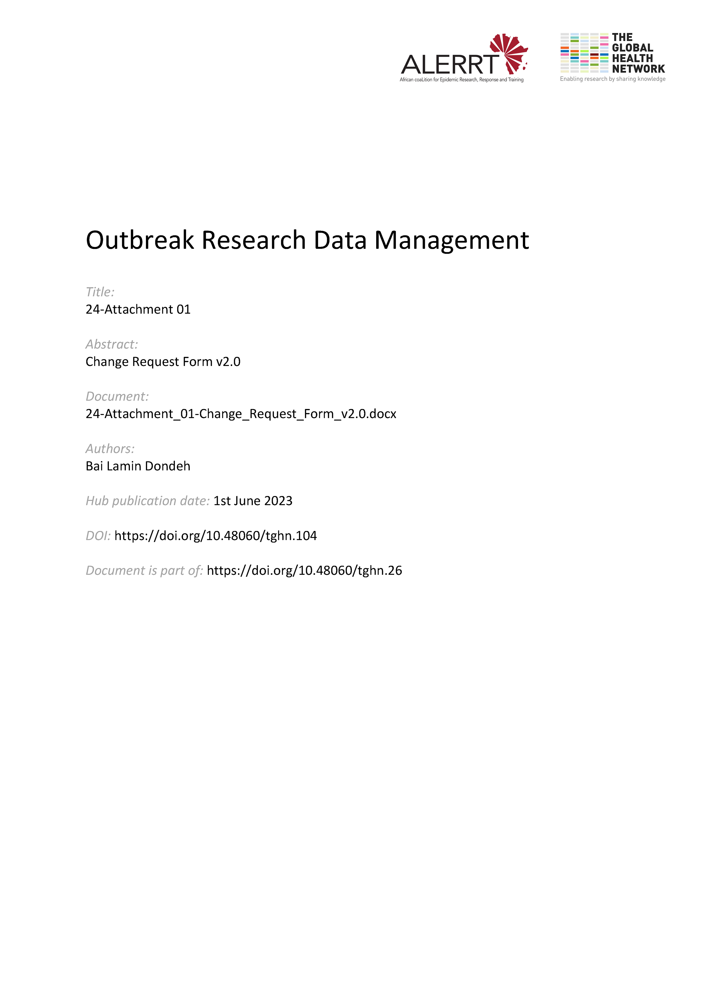 ALERRT
African coaLition for Epidemic Research, Response and Training
THE
GLOBAL
HEALTH
NETWORK
Enabling research by sharing knowledge
Outbreak Research Data Management
Title:
24-Attachment 01
Abstract:
Change Request Form v2.0
Document:
24-Attachment_01-Change_Request_Form_v2.0.docx
Authors:
Bai Lamin Dondeh
Hub publication date: 1st June 2023
DOI: https://doi.org/10.48060/tghn.104
Document is part of: https://doi.org/10.48060/tghn.26